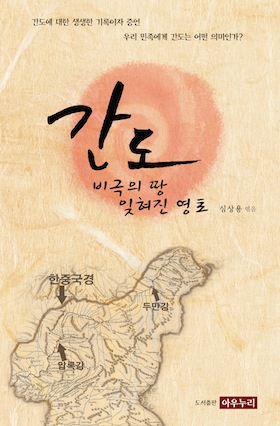 간도에 대한 생생한 기록이자 증언
우리 민족에게 간도는 어떤 의미인가?
간도
비극의 땅
잊혀진 영토
심상용 엮음
한중국경
두만강
압록강
도서출판 아우누리